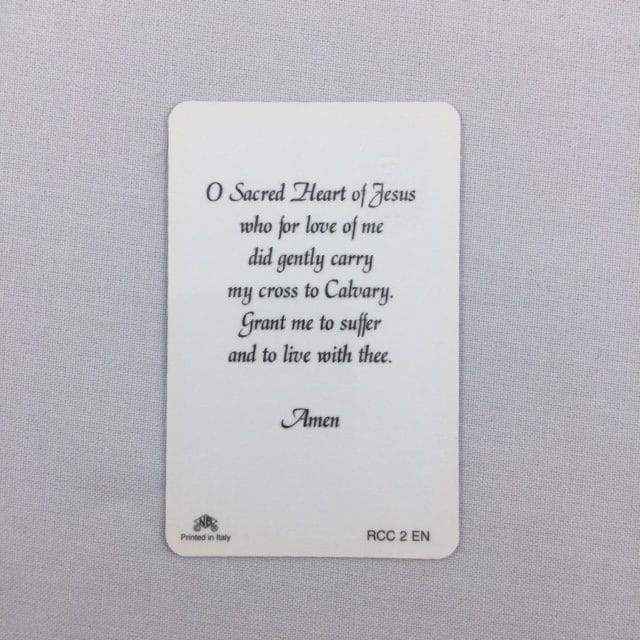 O Sacred Heart of Jesus
who for love of me
did gently carry
my cross to Calvary.
Grant me to suffer
and to live with thee.
Amen
NB
Printed in Italy
RCC 2 EN